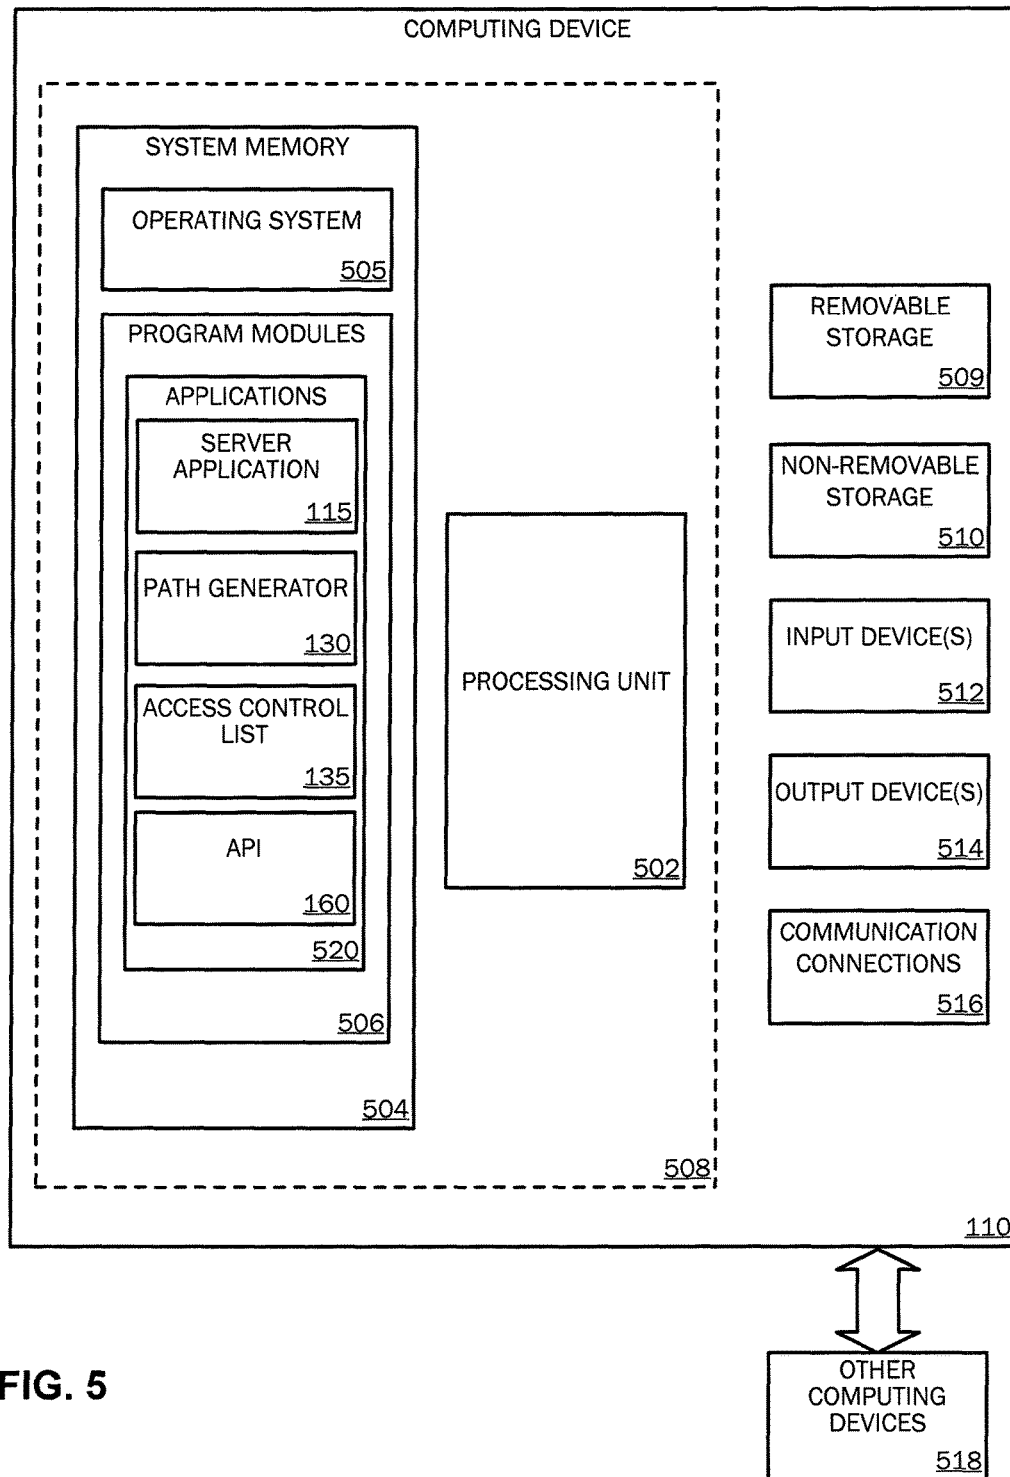 COMPUTING DEVICE
SYSTEM MEMORY
OPERATING SYSTEM
505
PROGRAM MODULES
APPLICATIONS
SERVER
APPLICATION
115
PATH GENERATOR
130
ACCESS CONTROL
LIST
135
API
160
520
506
504
PROCESSING UNIT
502
508
REMOVABLE
STORAGE
509
NON-REMOVABLE
STORAGE
510
INPUT DEVICE(S)
512
OUTPUT DEVICE(S)
514
COMMUNICATION
CONNECTIONS
516
110
OTHER
COMPUTING
DEVICES
518
FIG. 5